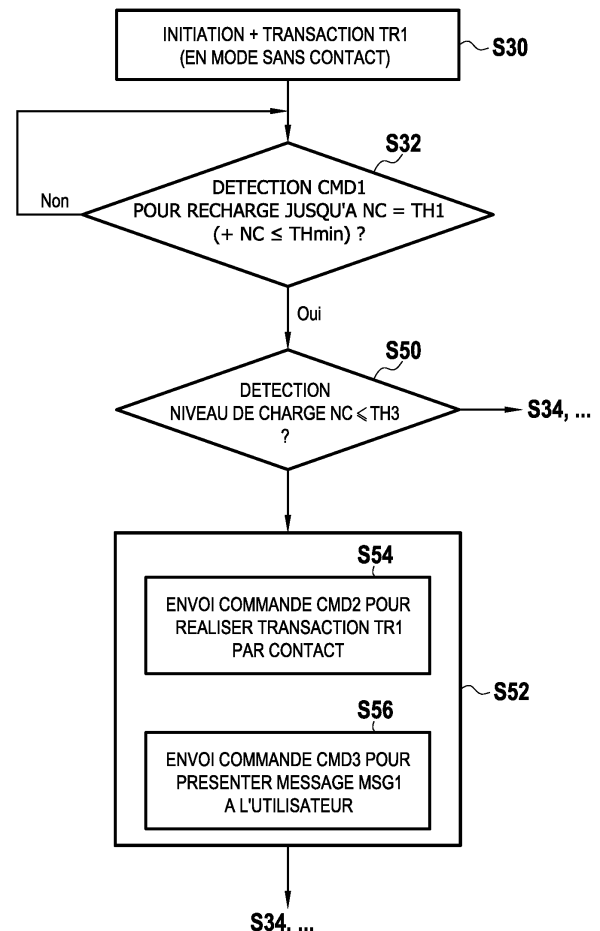 INITIATION + TRANSACTION TR1
(EN MODE SANS CONTACT)
S30
S32
Non
DETECTION CMD1
POUR RECHARGE JUSQU'A NC = TH1
(+ NC ≤ THmin) ?
Oui
S50
DETECTION
NIVEAU DE CHARGE NC ⩽ TH3
?
S34, ...
S54
ENVOI COMMANDE CMD2 POUR
REALISER TRANSACTION TR1
PAR CONTACT
S52
S56
ENVOI COMMANDE CMD3 POUR
PRESENTER MESSAGE MSG1
A L'UTILISATEUR
S34, ...